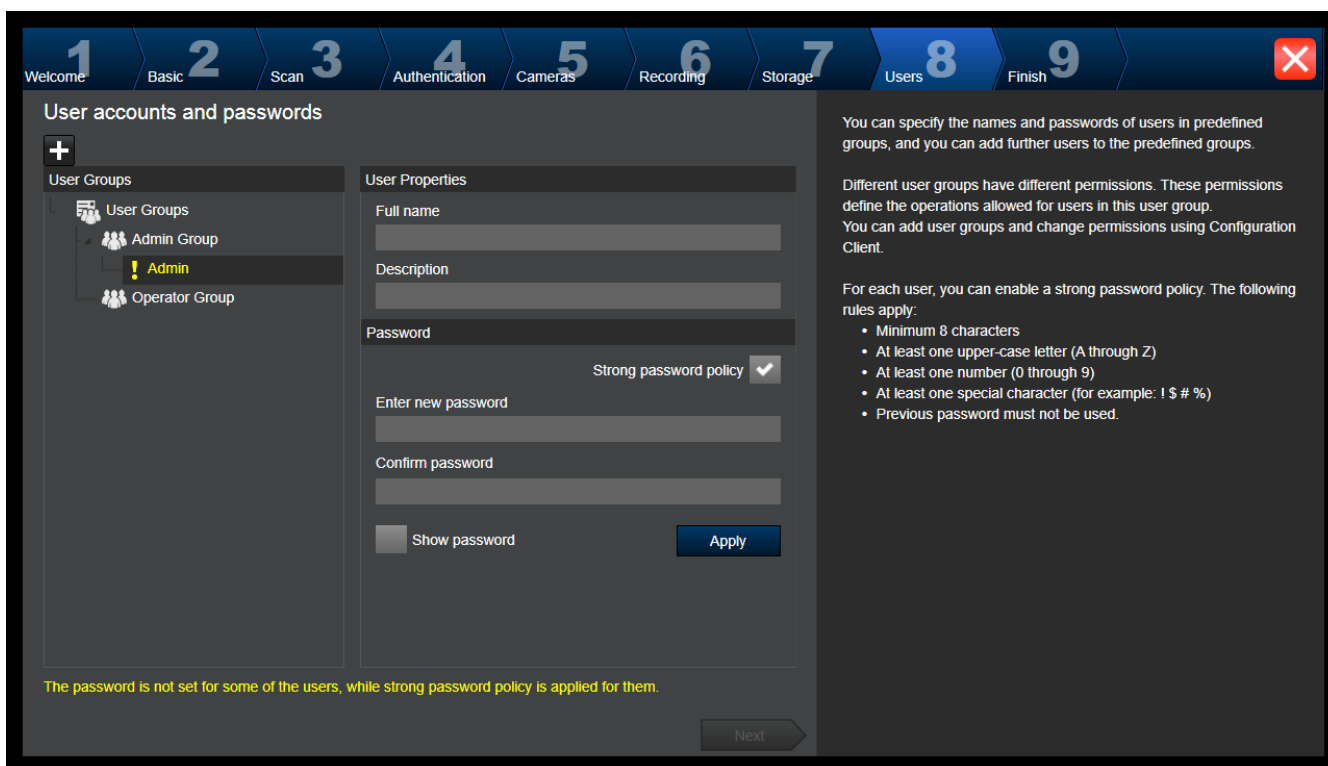 1 Welcome
2 Basic
3 Scan
4 Authentication
5 Cameras
6 Recording
7 Storage
8 Users
9 Finish
User accounts and passwords
User Groups
User Groups
Admin Group
! Admin
Operator Group
User Properties
Full name
Description
Password
Strong password policy
Enter new password
Confirm password
Show password
Apply
The password is not set for some of the users, while strong password policy is applied for them.
Next
You can specify the names and passwords of users in predefined
groups, and you can add further users to the predefined groups.
Different user groups have different permissions. These permissions
define the operations allowed for users in this user group.
You can add user groups and change permissions using Configuration
Client.
For each user, you can enable a strong password policy. The following
rules apply:
• Minimum 8 characters
• At least one upper-case letter (A through Z)
• At least one number (0 through 9)
• At least one special character (for example: ! $ # %)
• Previous password must not be used.